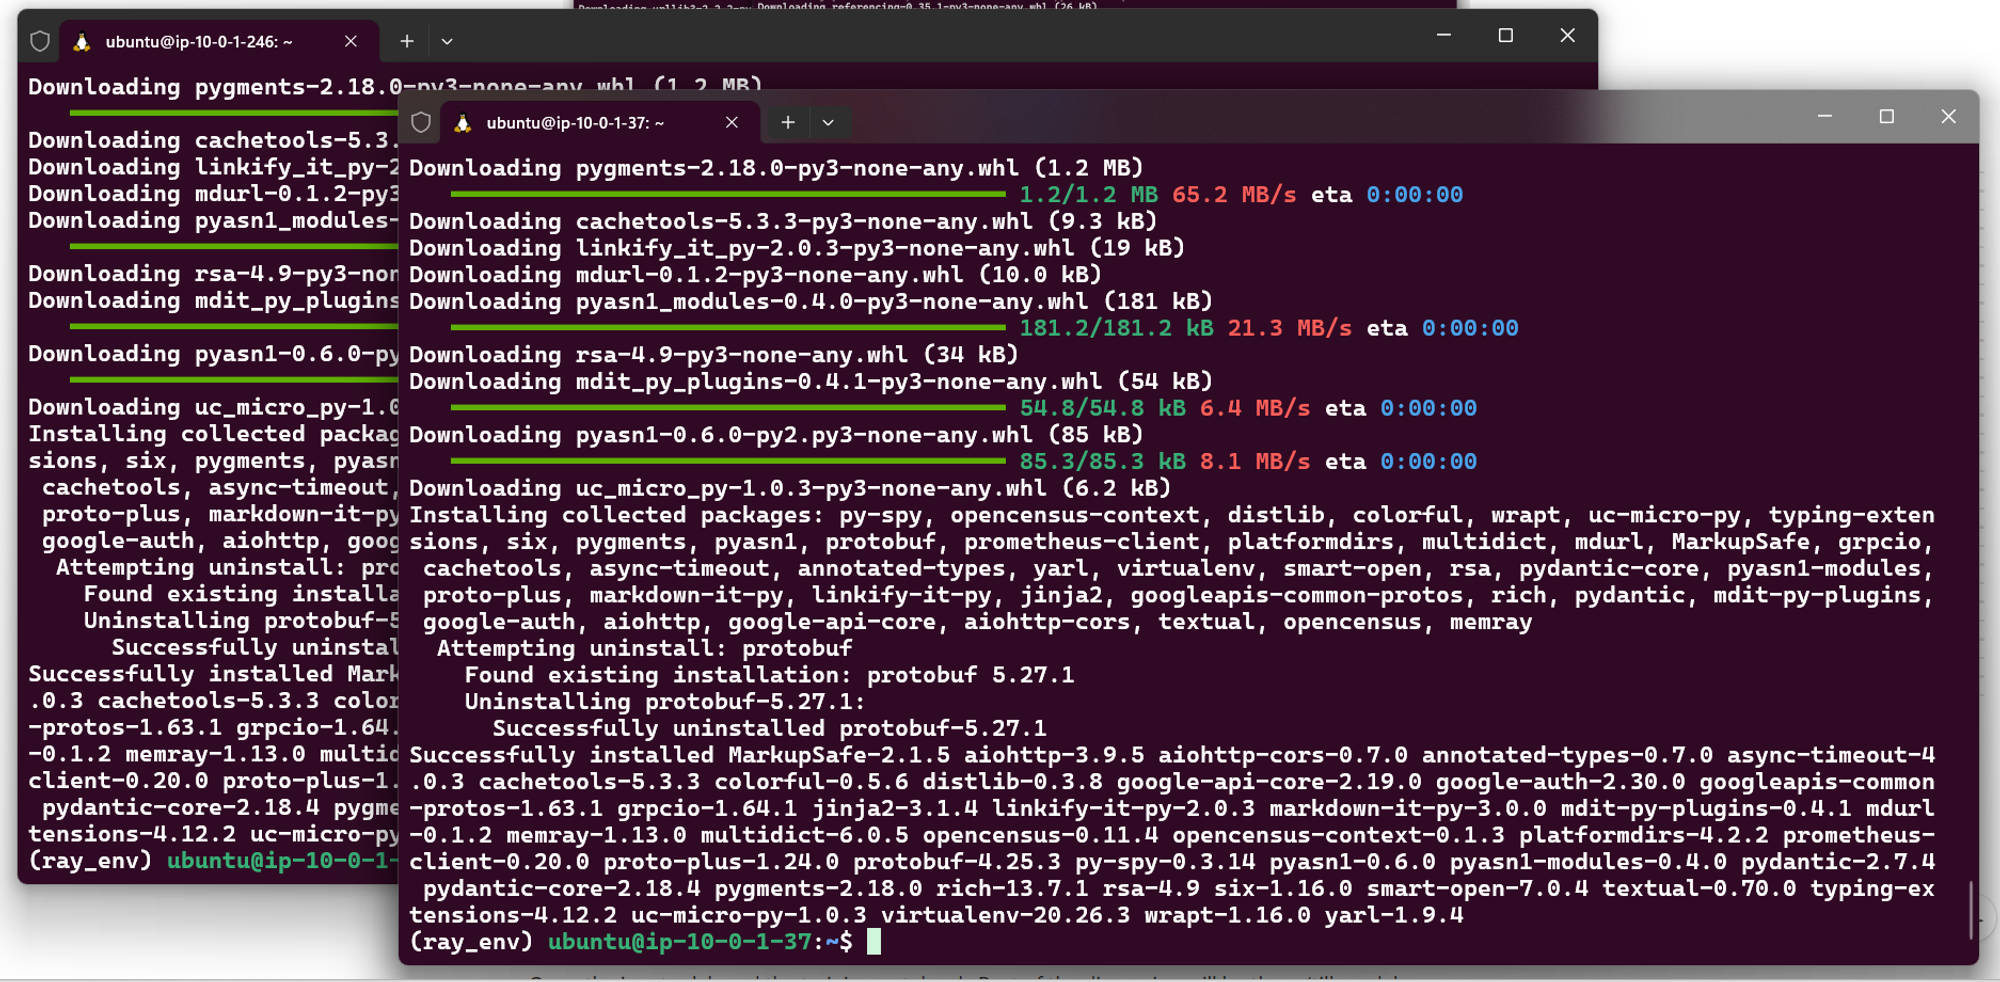 Downloading referencing-0.35.1-py3-none-any.whl (26 kB)
ubuntu@ip-10-0-1-246: ~
Downloading pygments-2.18.0-py3-none-any.whl (1.2 MB)
Downloading cachetools-5.3.
Downloading linkify_it_py-2
Downloading mdurl-0.1.2-py3
Downloading pyasn1_modules-
Downloading rsa-4.9-py3-non
Downloading mdit_py_plugins
Downloading pyasn1-0.6.0-py
Downloading uc_micro_py-1.0
Installing collected packag
sions, six, pygments, pyasn
cachetools, async-timeout,
proto-plus, markdown-it-py
google-auth, aiohttp, goog
Attempting uninstall: pro
Found existing installa
Uninstalling protobuf-5
Successfully uninstal
Successfully installed Mark
.0.3 cachetools-5.3.3 color
-protos-1.63.1 grpcio-1.64.
-0.1.2 memray-1.13.0 multid
client-0.20.0 proto-plus-1.
pydantic-core-2.18.4 pygme
tensions-4.12.2 uc-micro-py
(ray_env) ubuntu@ip-10-0-1-
ubuntu@ip-10-0-1-37: ~
Downloading pygments-2.18.0-py3-none-any.whl (1.2 MB)
1.2/1.2 MB 65.2 MB/s eta 0:00:00
Downloading cachetools-5.3.3-py3-none-any.whl (9.3 kB)
Downloading linkify_it_py-2.0.3-py3-none-any.whl (19 kB)
Downloading mdurl-0.1.2-py3-none-any.whl (10.0 kB)
Downloading pyasn1_modules-0.4.0-py3-none-any.whl (181 kB)
181.2/181.2 kB 21.3 MB/s eta 0:00:00
Downloading rsa-4.9-py3-none-any.whl (34 kB)
Downloading mdit_py_plugins-0.4.1-py3-none-any.whl (54 kB)
54.8/54.8 kB 6.4 MB/s eta 0:00:00
Downloading pyasn1-0.6.0-py2.py3-none-any.whl (85 kB)
85.3/85.3 kB 8.1 MB/s eta 0:00:00
Downloading uc_micro_py-1.0.3-py3-none-any.whl (6.2 kB)
Installing collected packages: py-spy, opencensus-context, distlib, colorful, wrapt, uc-micro-py, typing-exten
sions, six, pygments, pyasn1, protobuf, prometheus-client, platformdirs, multidict, mdurl, MarkupSafe, grpcio,
cachetools, async-timeout, annotated-types, yarl, virtualenv, smart-open, rsa, pydantic-core, pyasn1-modules,
proto-plus, markdown-it-py, linkify-it-py, jinja2, googleapis-common-protos, rich, pydantic, mdit-py-plugins,
google-auth, aiohttp, google-api-core, aiohttp-cors, textual, opencensus, memray
Attempting uninstall: protobuf
Found existing installation: protobuf 5.27.1
Uninstalling protobuf-5.27.1:
Successfully uninstalled protobuf-5.27.1
Successfully installed MarkupSafe-2.1.5 aiohttp-3.9.5 aiohttp-cors-0.7.0 annotated-types-0.7.0 async-timeout-4
.0.3 cachetools-5.3.3 colorful-0.5.6 distlib-0.3.8 google-api-core-2.19.0 google-auth-2.30.0 googleapis-common
-protos-1.63.1 grpcio-1.64.1 jinja2-3.1.4 linkify-it-py-2.0.3 markdown-it-py-3.0.0 mdit-py-plugins-0.4.1 mdurl
-0.1.2 memray-1.13.0 multidict-6.0.5 opencensus-0.11.4 opencensus-context-0.1.3 platformdirs-4.2.2 prometheus-
client-0.20.0 proto-plus-1.24.0 protobuf-4.25.3 py-spy-0.3.14 pyasn1-0.6.0 pyasn1-modules-0.4.0 pydantic-2.7.4
pydantic-core-2.18.4 pygments-2.18.0 rich-13.7.1 rsa-4.9 six-1.16.0 smart-open-7.0.4 textual-0.70.0 typing-ex
tensions-4.12.2 uc-micro-py-1.0.3 virtualenv-20.26.3 wrapt-1.16.0 yarl-1.9.4
(ray_env) ubuntu@ip-10-0-1-37:~$